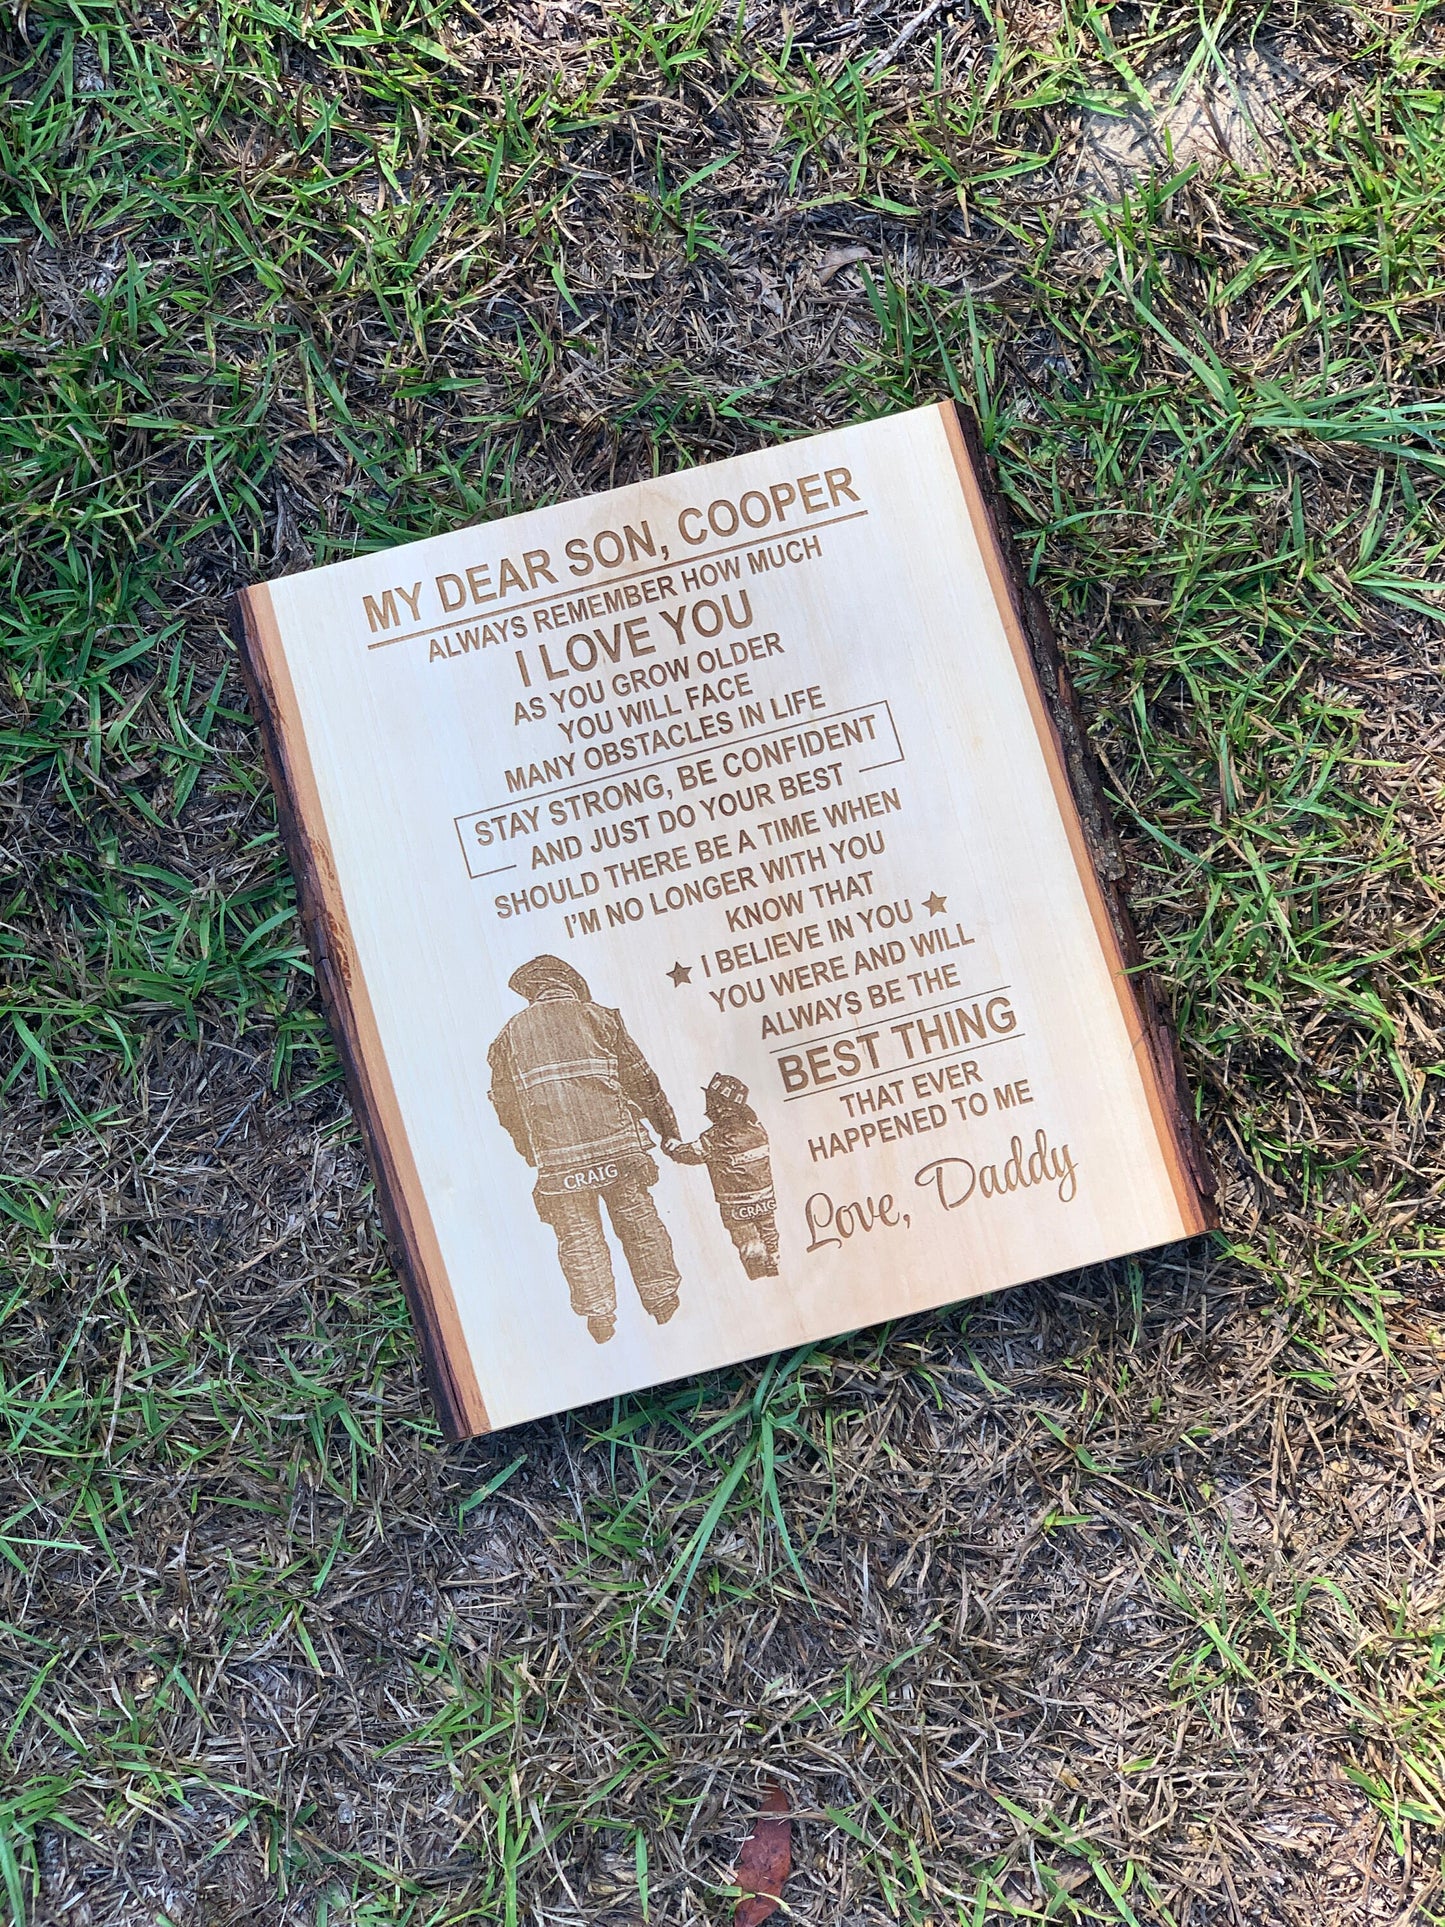 MY DEAR SON, COOPER
ALWAYS REMEMBER HOW MUCH
I LOVE YOU
AS YOU GROW OLDER
YOU WILL FACE
MANY OBSTACLES IN LIFE
STAY STRONG, BE CONFIDENT
AND JUST DO YOUR BEST
SHOULD THERE BE A TIME WHEN
I'M NO LONGER WITH YOU
KNOW THAT
I BELIEVE IN YOU
YOU WERE AND WILL
ALWAYS BE THE
BEST THING
THAT EVER
HAPPENED TO ME
Love, Daddy
CRAIG
CRAIG